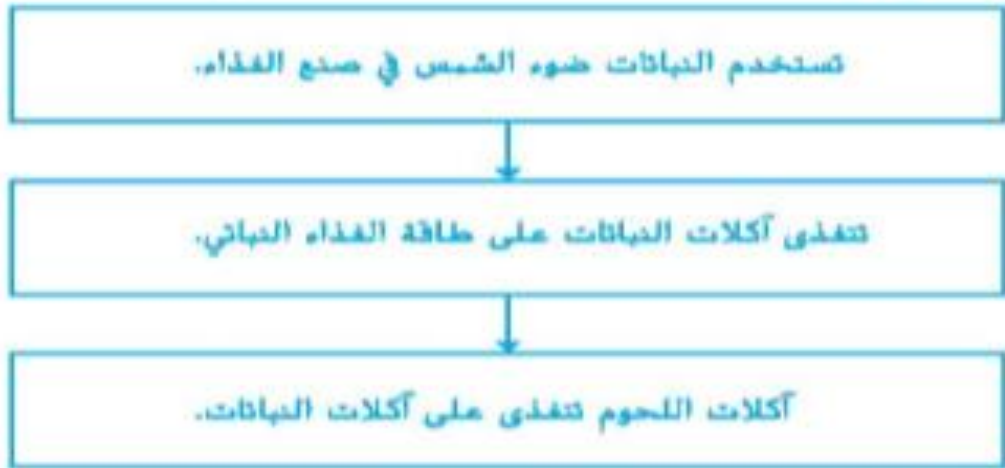 تستخدم النباتات ضوء الشمس في صنع الغذاء.
تتغذى آكلات النباتات على طاقة الغذاء النباتي.
آكلات اللحوم تتغذى على آكلات النباتات.